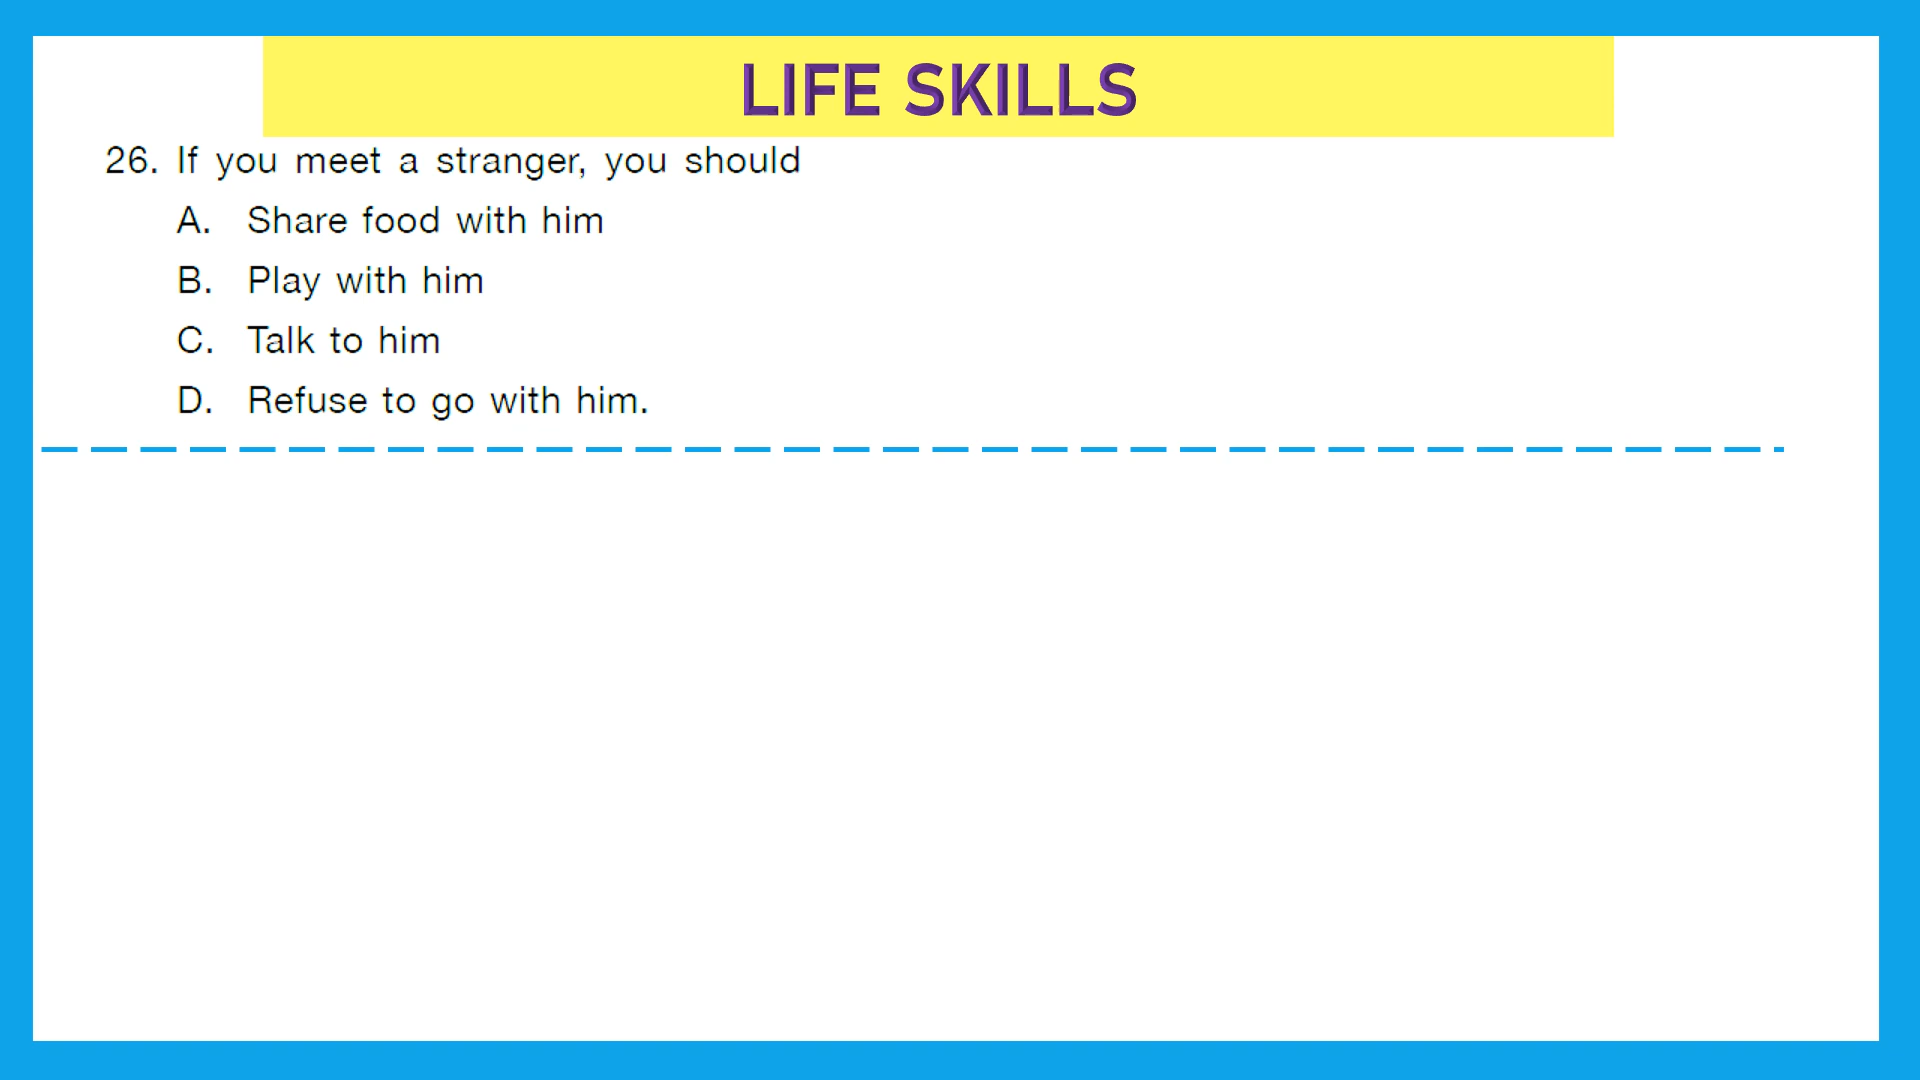 LIFE SKILLS
26. If you meet a stranger, you should
A. Share food with him
B. Play with him
C. Talk to him
D. Refuse to go with him.